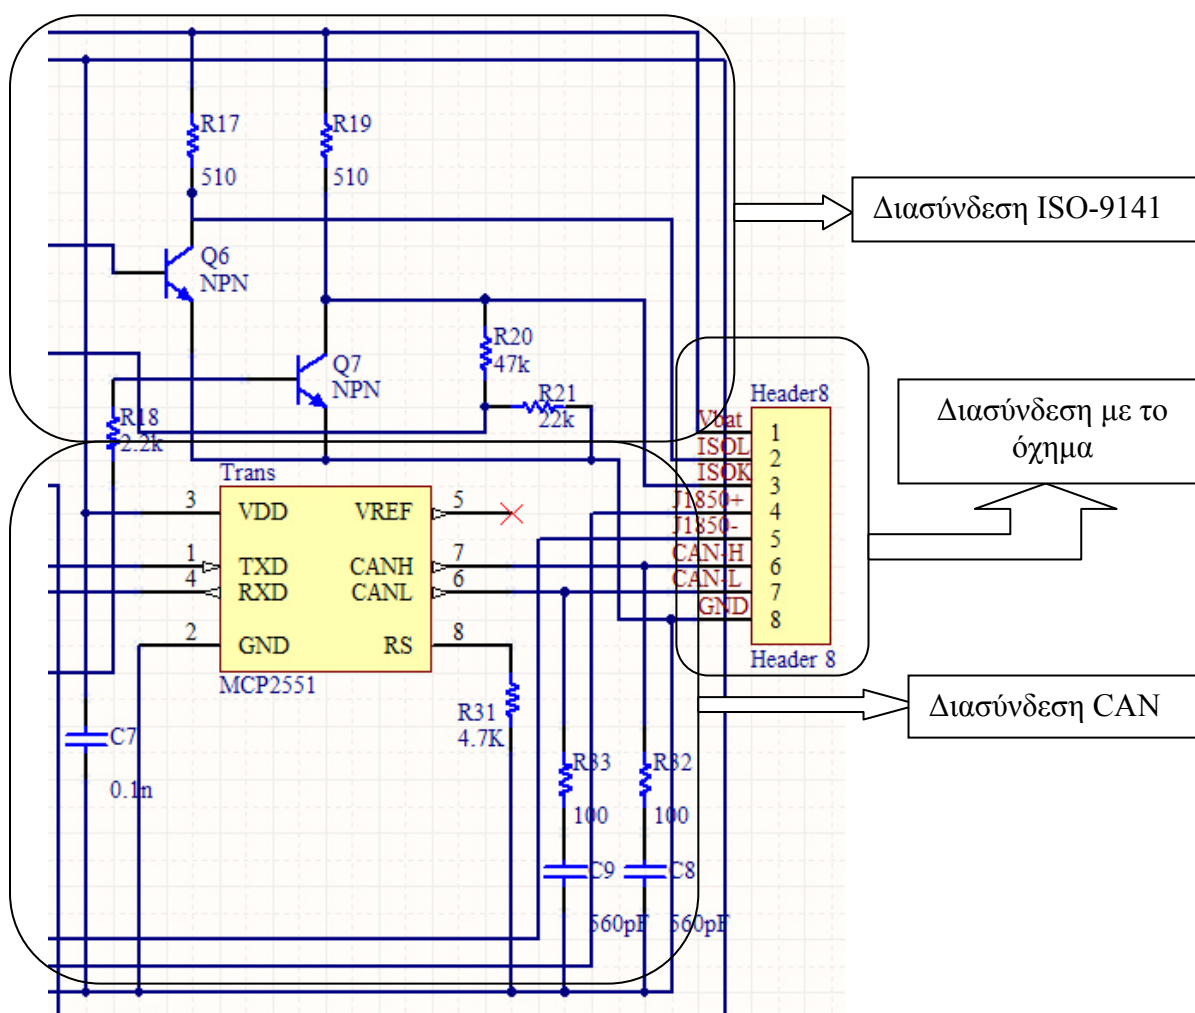 R17
510
R19
510
Διασύνδεση ISO-9141
Q6
NPN
R20
47k
Q7
NPN
R21
22k
R18
2.2k
Header8
Vbat 1
ISOL 2
ISOK 3
J1850+ 4
J1850- 5
CAN-H 6
CAN-L 7
GND 8
Header 8
Διασύνδεση με το
όχημα
Trans
3 VDD VREF 5
1 TXD CANH 7
4 RXD CANL 6
2 GND RS 8
MCP2551
R31
4.7K
Διασύνδεση CAN
C7
0.1n
R33
100
R32
100
C9
560pF
C8
560pF